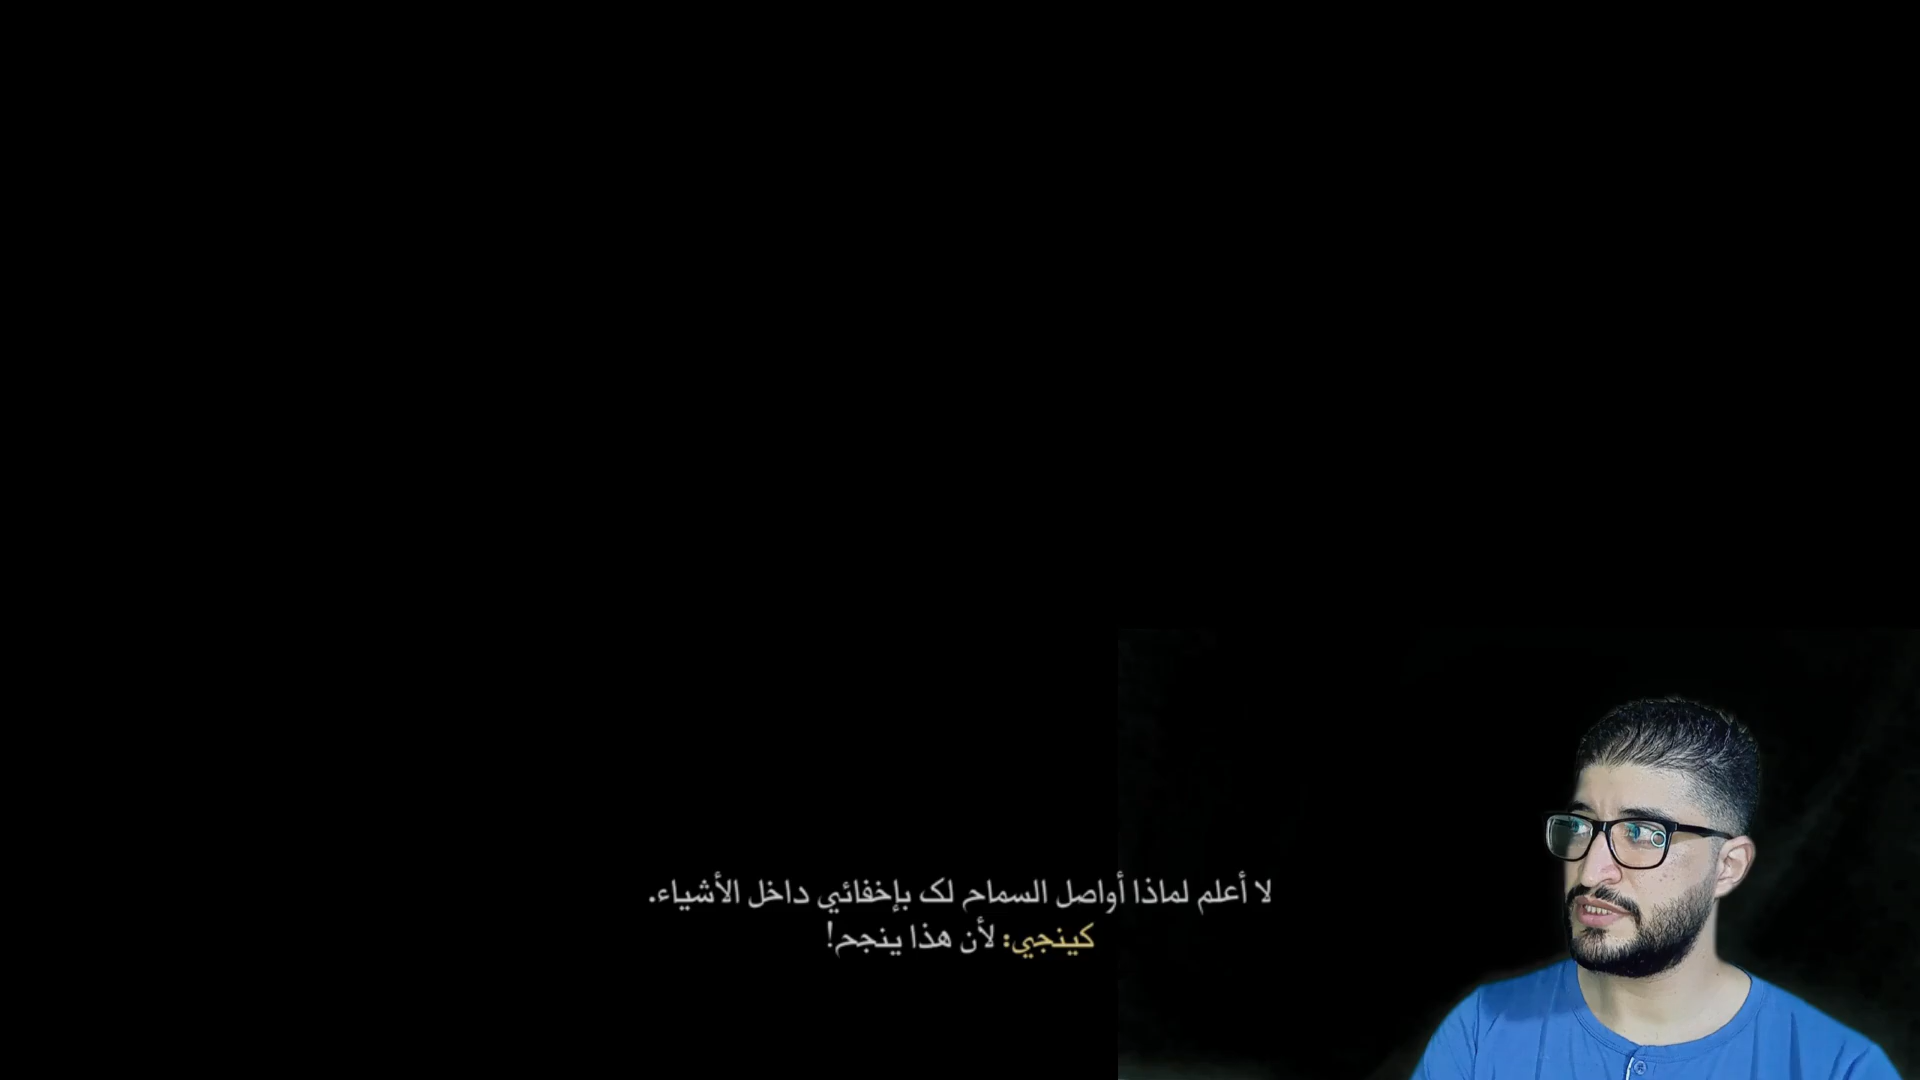 لا أعلم لماذا أواصل السماح لك بإخفائي داخل الأشياء.
كينجي: لأن هذا ينجح!